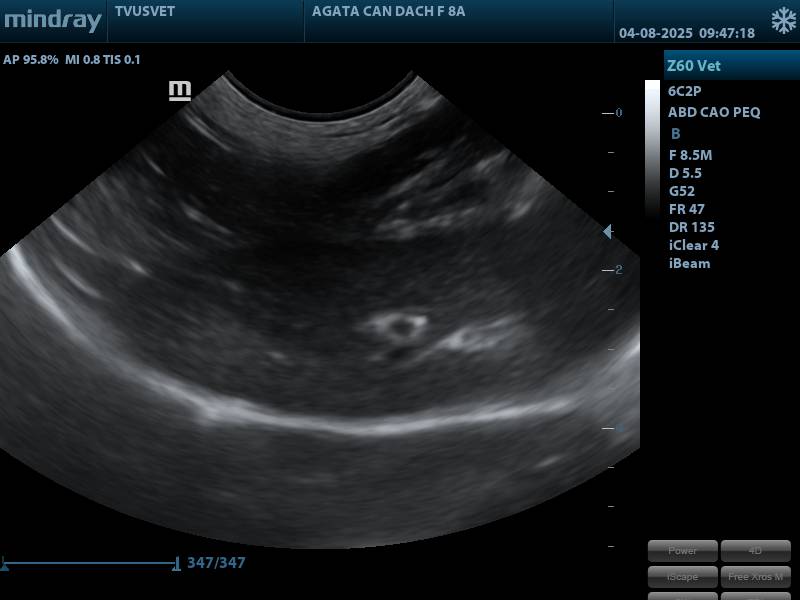 mindray
TVUSVET
AGATA CAN DACH F 8A
04-08-2025 09:47:18
AP 95.8% MI 0.8 TIS 0.1
Z60 Vet
m
6C2P
ABD CAO PEQ
B
F 8.5M
D 5.5
G52
FR 47
DR 135
iClear 4
iBeam
0
2
4
347/347
Power
4D
iScape
Free Xros M